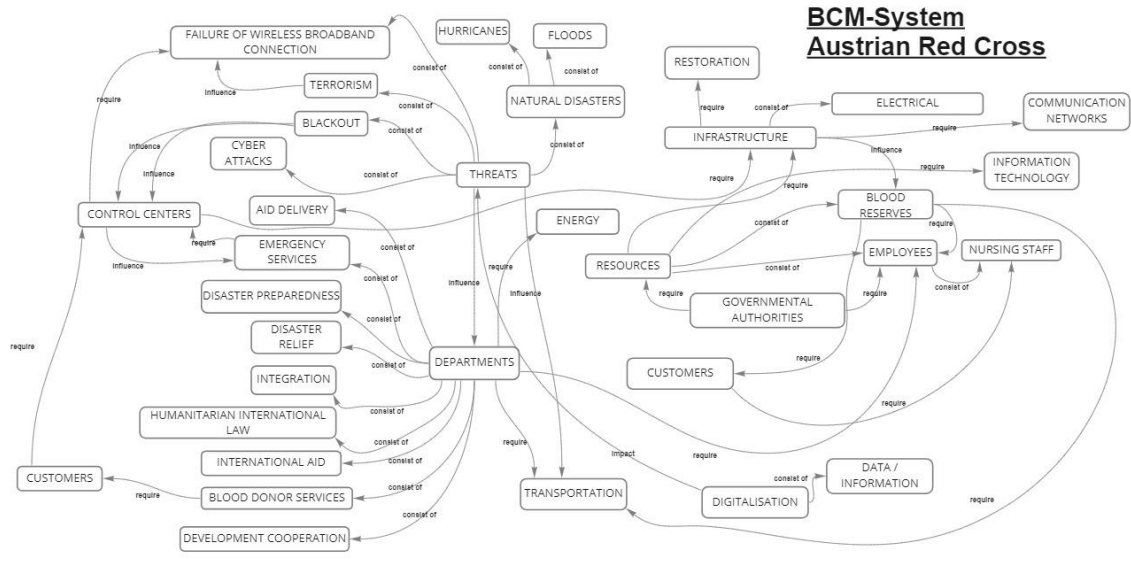 BCM-System
Austrian Red Cross
FAILURE OF WIRELESS BROADBAND
CONNECTION
consist of
HURRICANES
FLOODS
consist of
consist of
RESTORATION
require
influence
TERRORISM
consist of
NATURAL DISASTERS
consist of
ELECTRICAL
COMMUNICATION
NETWORKS
require
BLACKOUT
consist of
consist of
INFRASTRUCTURE
require
influence
influence
influence
CYBER
ATTACKS
consist of
THREATS
require
require
require
INFORMATION
TECHNOLOGY
CONTROL CENTERS
AID DELIVERY
ENERGY
consist of
BLOOD
RESERVES
require
require
EMERGENCY
SERVICES
consist of
influence
require
influence
influence
RESOURCES
consist of
EMPLOYEES
NURSING STAFF
consist of
consist of
DISASTER PREPAREDNESS
consist of
require
GOVERNMENTAL
AUTHORITIES
require
DISASTER
RELIEF
consist of
DEPARTMENTS
require
require
CUSTOMERS
INTEGRATION
consist of
require
HUMANITARIAN INTERNATIONAL
LAW
consist of
require
impact
require
INTERNATIONAL AID
consist of
CUSTOMERS
require
BLOOD DONOR SERVICES
consist of
TRANSPORTATION
DIGITALISATION
consist of
DATA /
INFORMATION
require
consist of
DEVELOPMENT COOPERATION